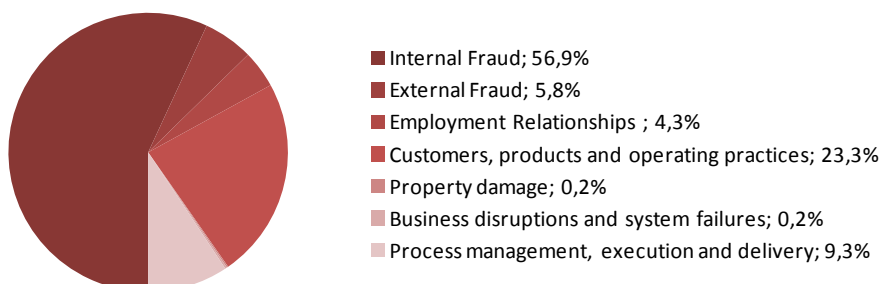 Internal Fraud; 56,9%
External Fraud; 5,8%
Employment Relationships ; 4,3%
Customers, products and operating practices; 23,3%
Property damage; 0,2%
Business disruptions and system failures; 0,2%
Process management, execution and delivery; 9,3%